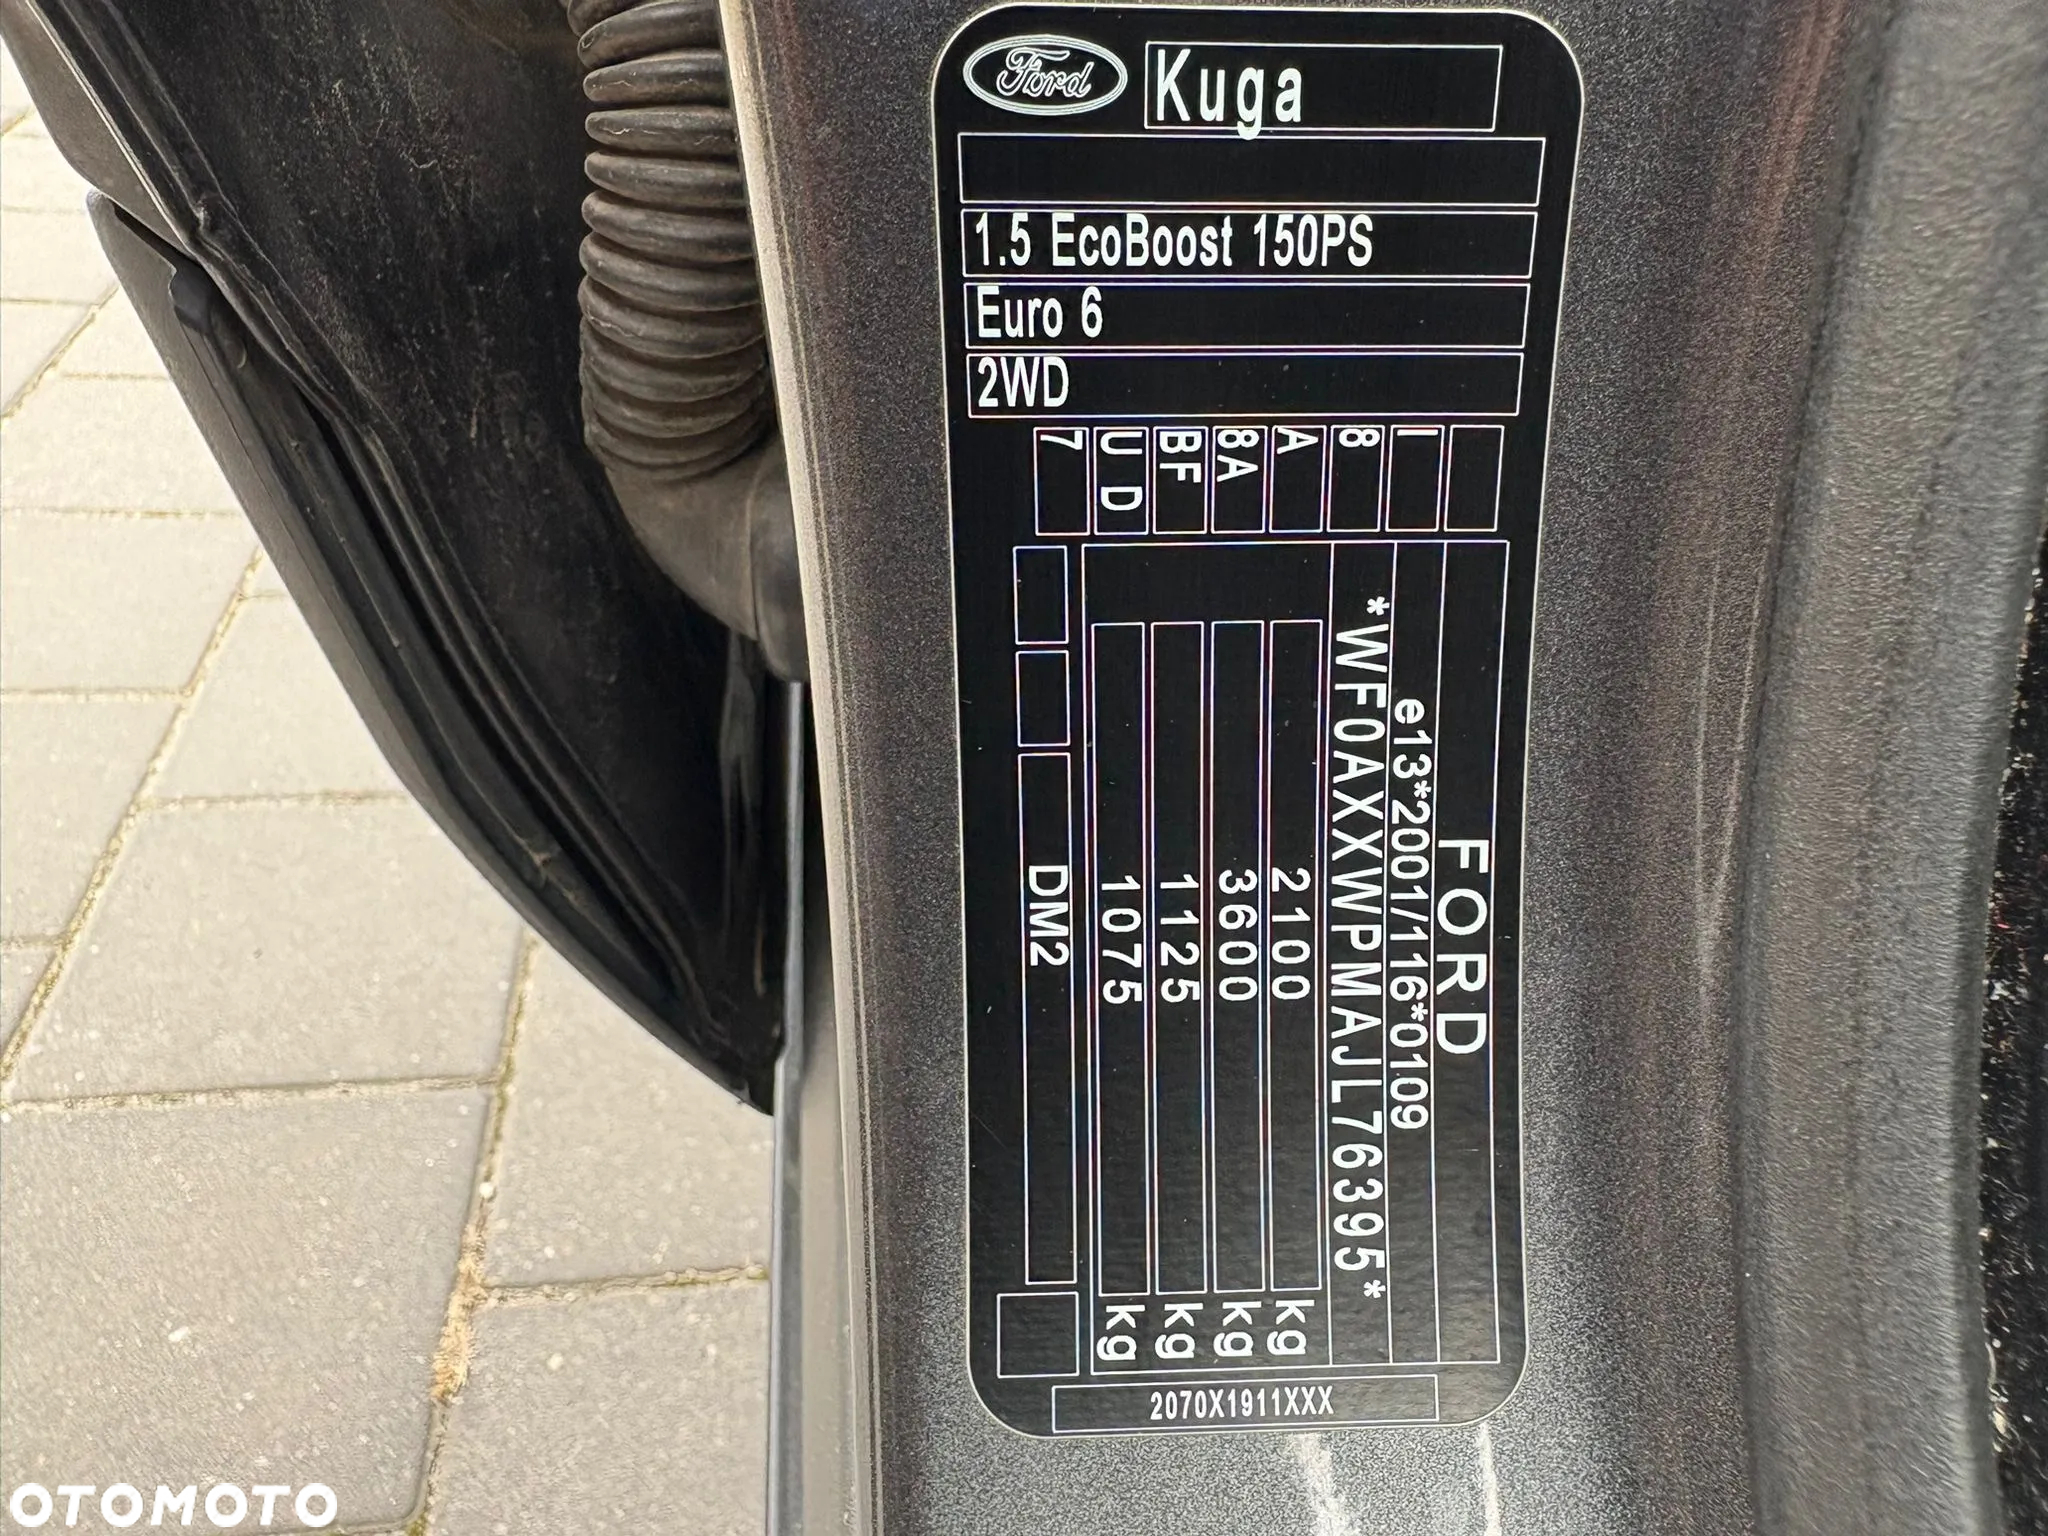 Ford
Kuga
1.5 EcoBoost 150PS
Euro 6
2WD
I
8
A
8A
BF
U D
7
FORD
e13*2001/116*0109
*WF0AXXWPMAJL76395*
2100 kg
3600 kg
1125 kg
1075 kg
DM2
2070X1911XXX
OTOMOTO